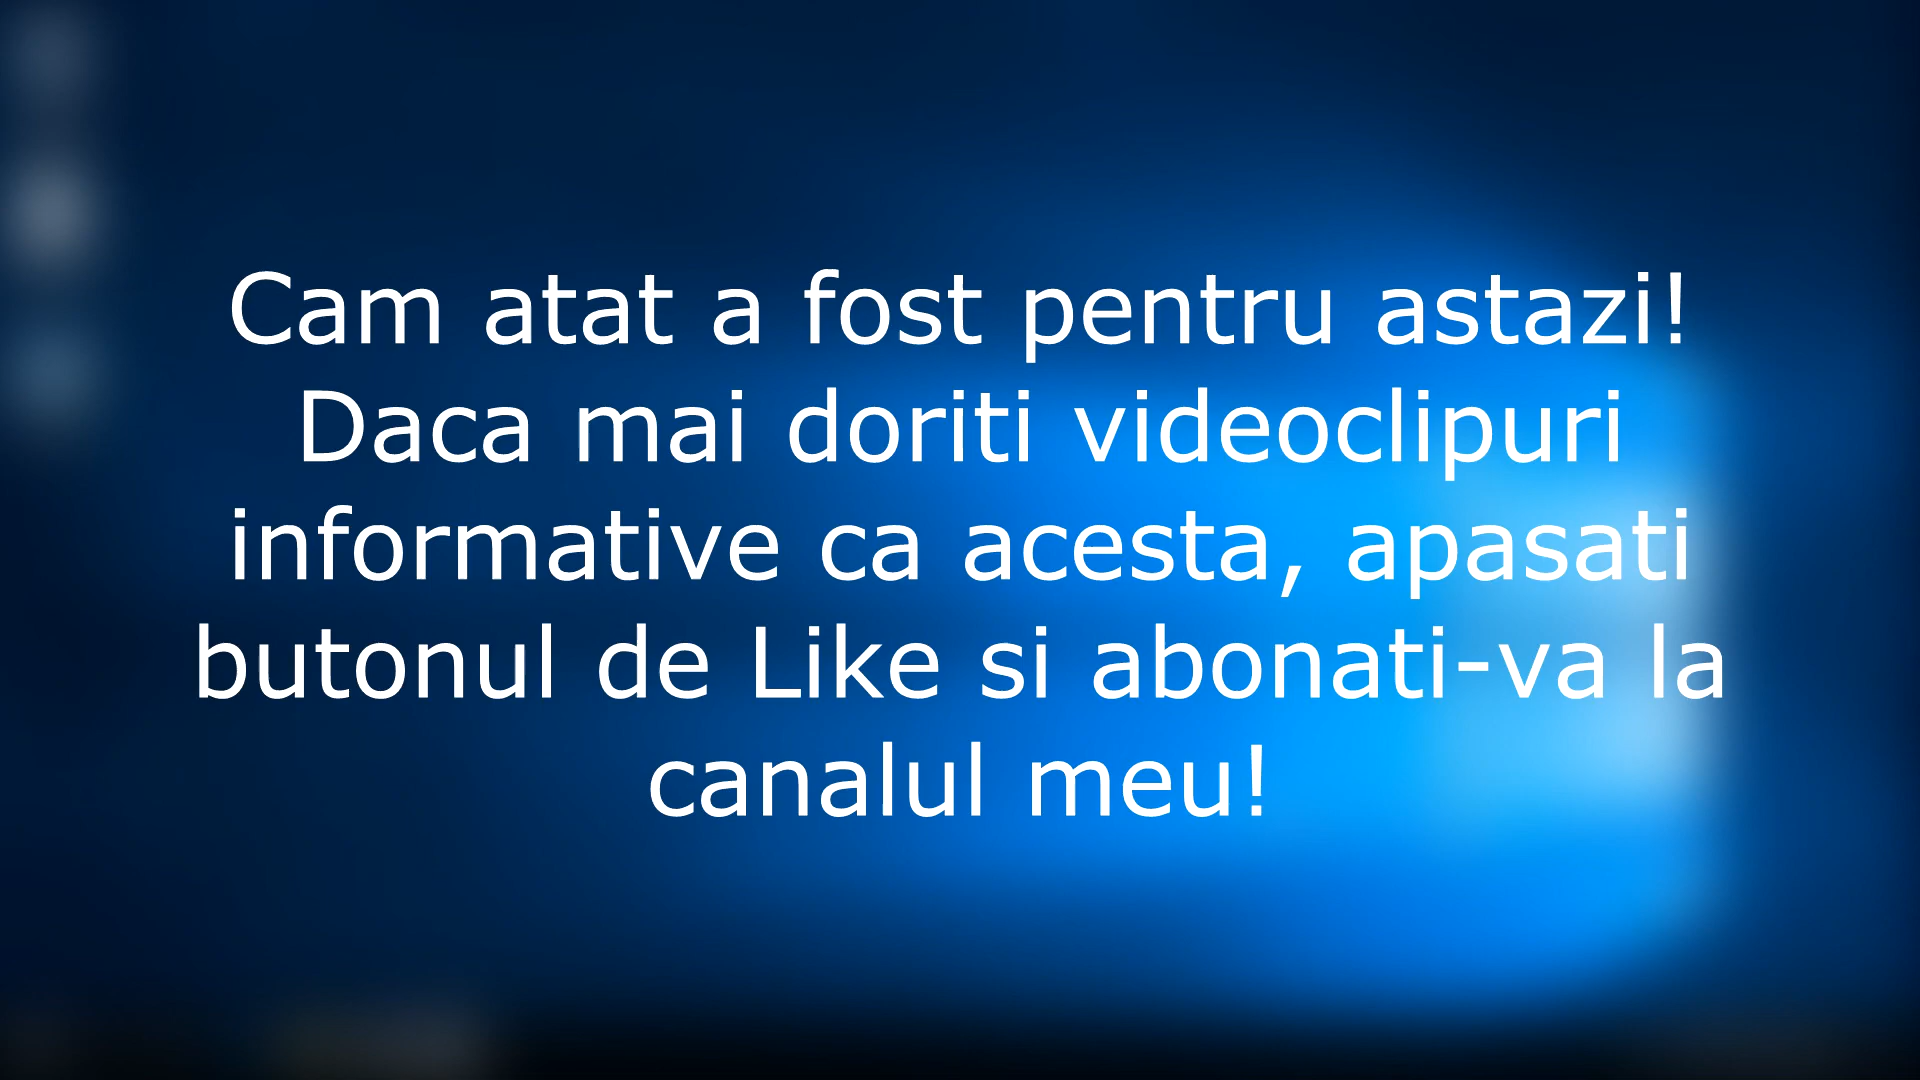 Cam atat a fost pentru astazi!
Daca mai doriti videoclipuri
informative ca acesta, apasati
butonul de Like si abonati-va la
canalul meu!